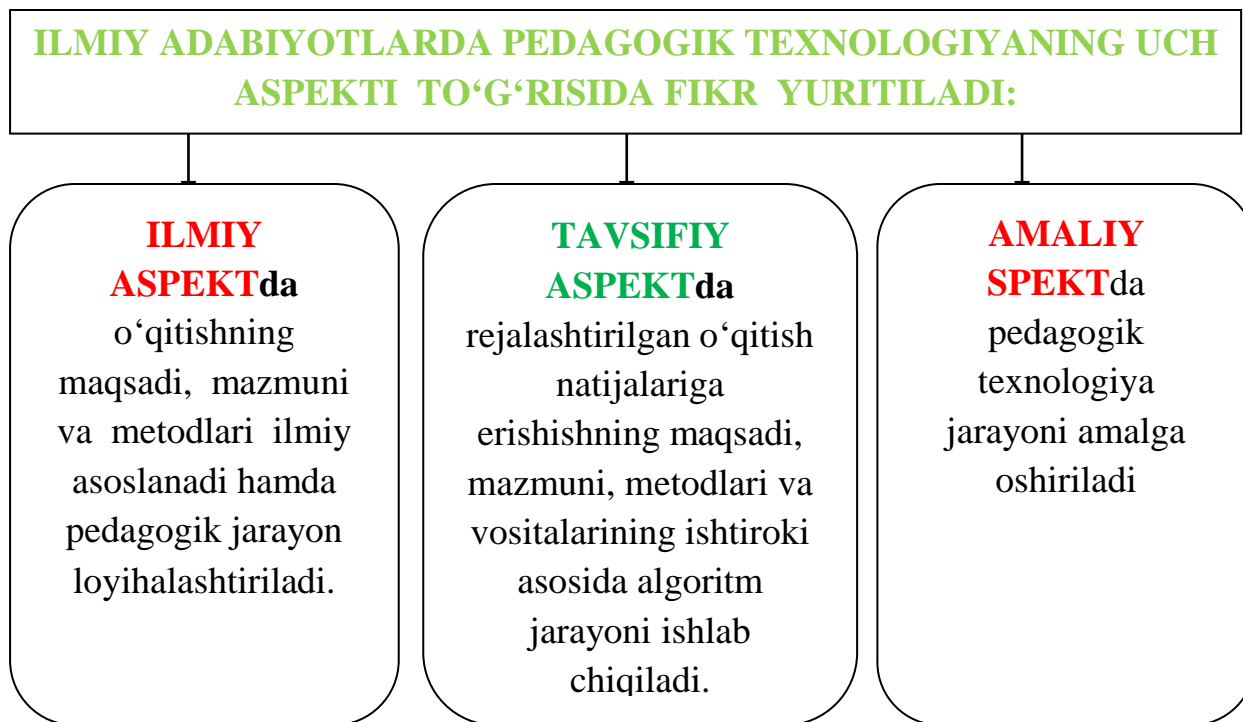 ILMIY ADABIYOTLARDA PEDAGOGIK TEXNOLOGIYANING UCH
ASPEKTI TO‘G‘RISIDA FIKR YURITILADI:
ILMIY
ASPEKTda
o‘qitishning
maqsadi, mazmuni
va metodlari ilmiy
asoslanadi hamda
pedagogik jarayon
loyihalashtiriladi.
TAVSIFIY
ASPEKTda
rejalashtirilgan o‘qitish
natijalariga
erishishning maqsadi,
mazmuni, metodlari va
vositalarining ishtiroki
asosida algoritm
jarayoni ishlab
chiqiladi.
AMALIY
SPEKTda
pedagogik
texnologiya
jarayoni amalga
oshiriladi